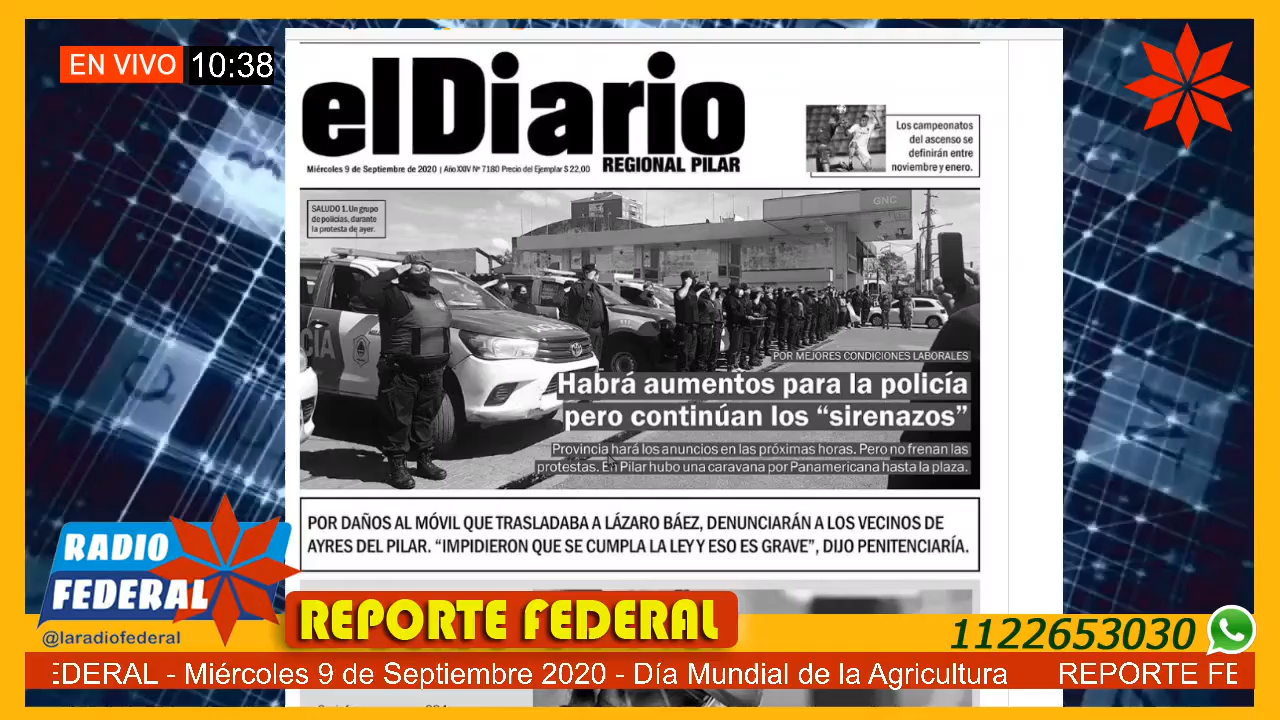 EN VIVO 10:38
elDiario
REGIONAL PILAR
Miércoles 9 de Septiembre de 2020 | Año XXIV Nº 7180 Precio del Ejemplar $ 22,00
Los campeonatos
del ascenso se
definirán entre
noviembre y enero.
SALUDO 1. Un grupo
de policías, durante
la protesta de ayer.
GNC
CIA
POR MEJORES CONDICIONES LABORALES
Habrá aumentos para la policía
pero continúan los “sirenazos”
Provincia hará los anuncios en las próximas horas. Pero no frenan las
protestas. En Pilar hubo una caravana por Panamericana hasta la plaza.
POR DAÑOS AL MÓVIL QUE TRASLADABA A LÁZARO BÁEZ, DENUNCIARÁN A LOS VECINOS DE
AYRES DEL PILAR. “IMPIDIERON QUE SE CUMPLA LA LEY Y ESO ES GRAVE”, DIJO PENITENCIARÍA.
RADIO
FEDERAL
@laradiofederal
REPORTE FEDERAL
1122653030
EDERAL - Miércoles 9 de Septiembre 2020 - Día Mundial de la Agricultura REPORTE FE